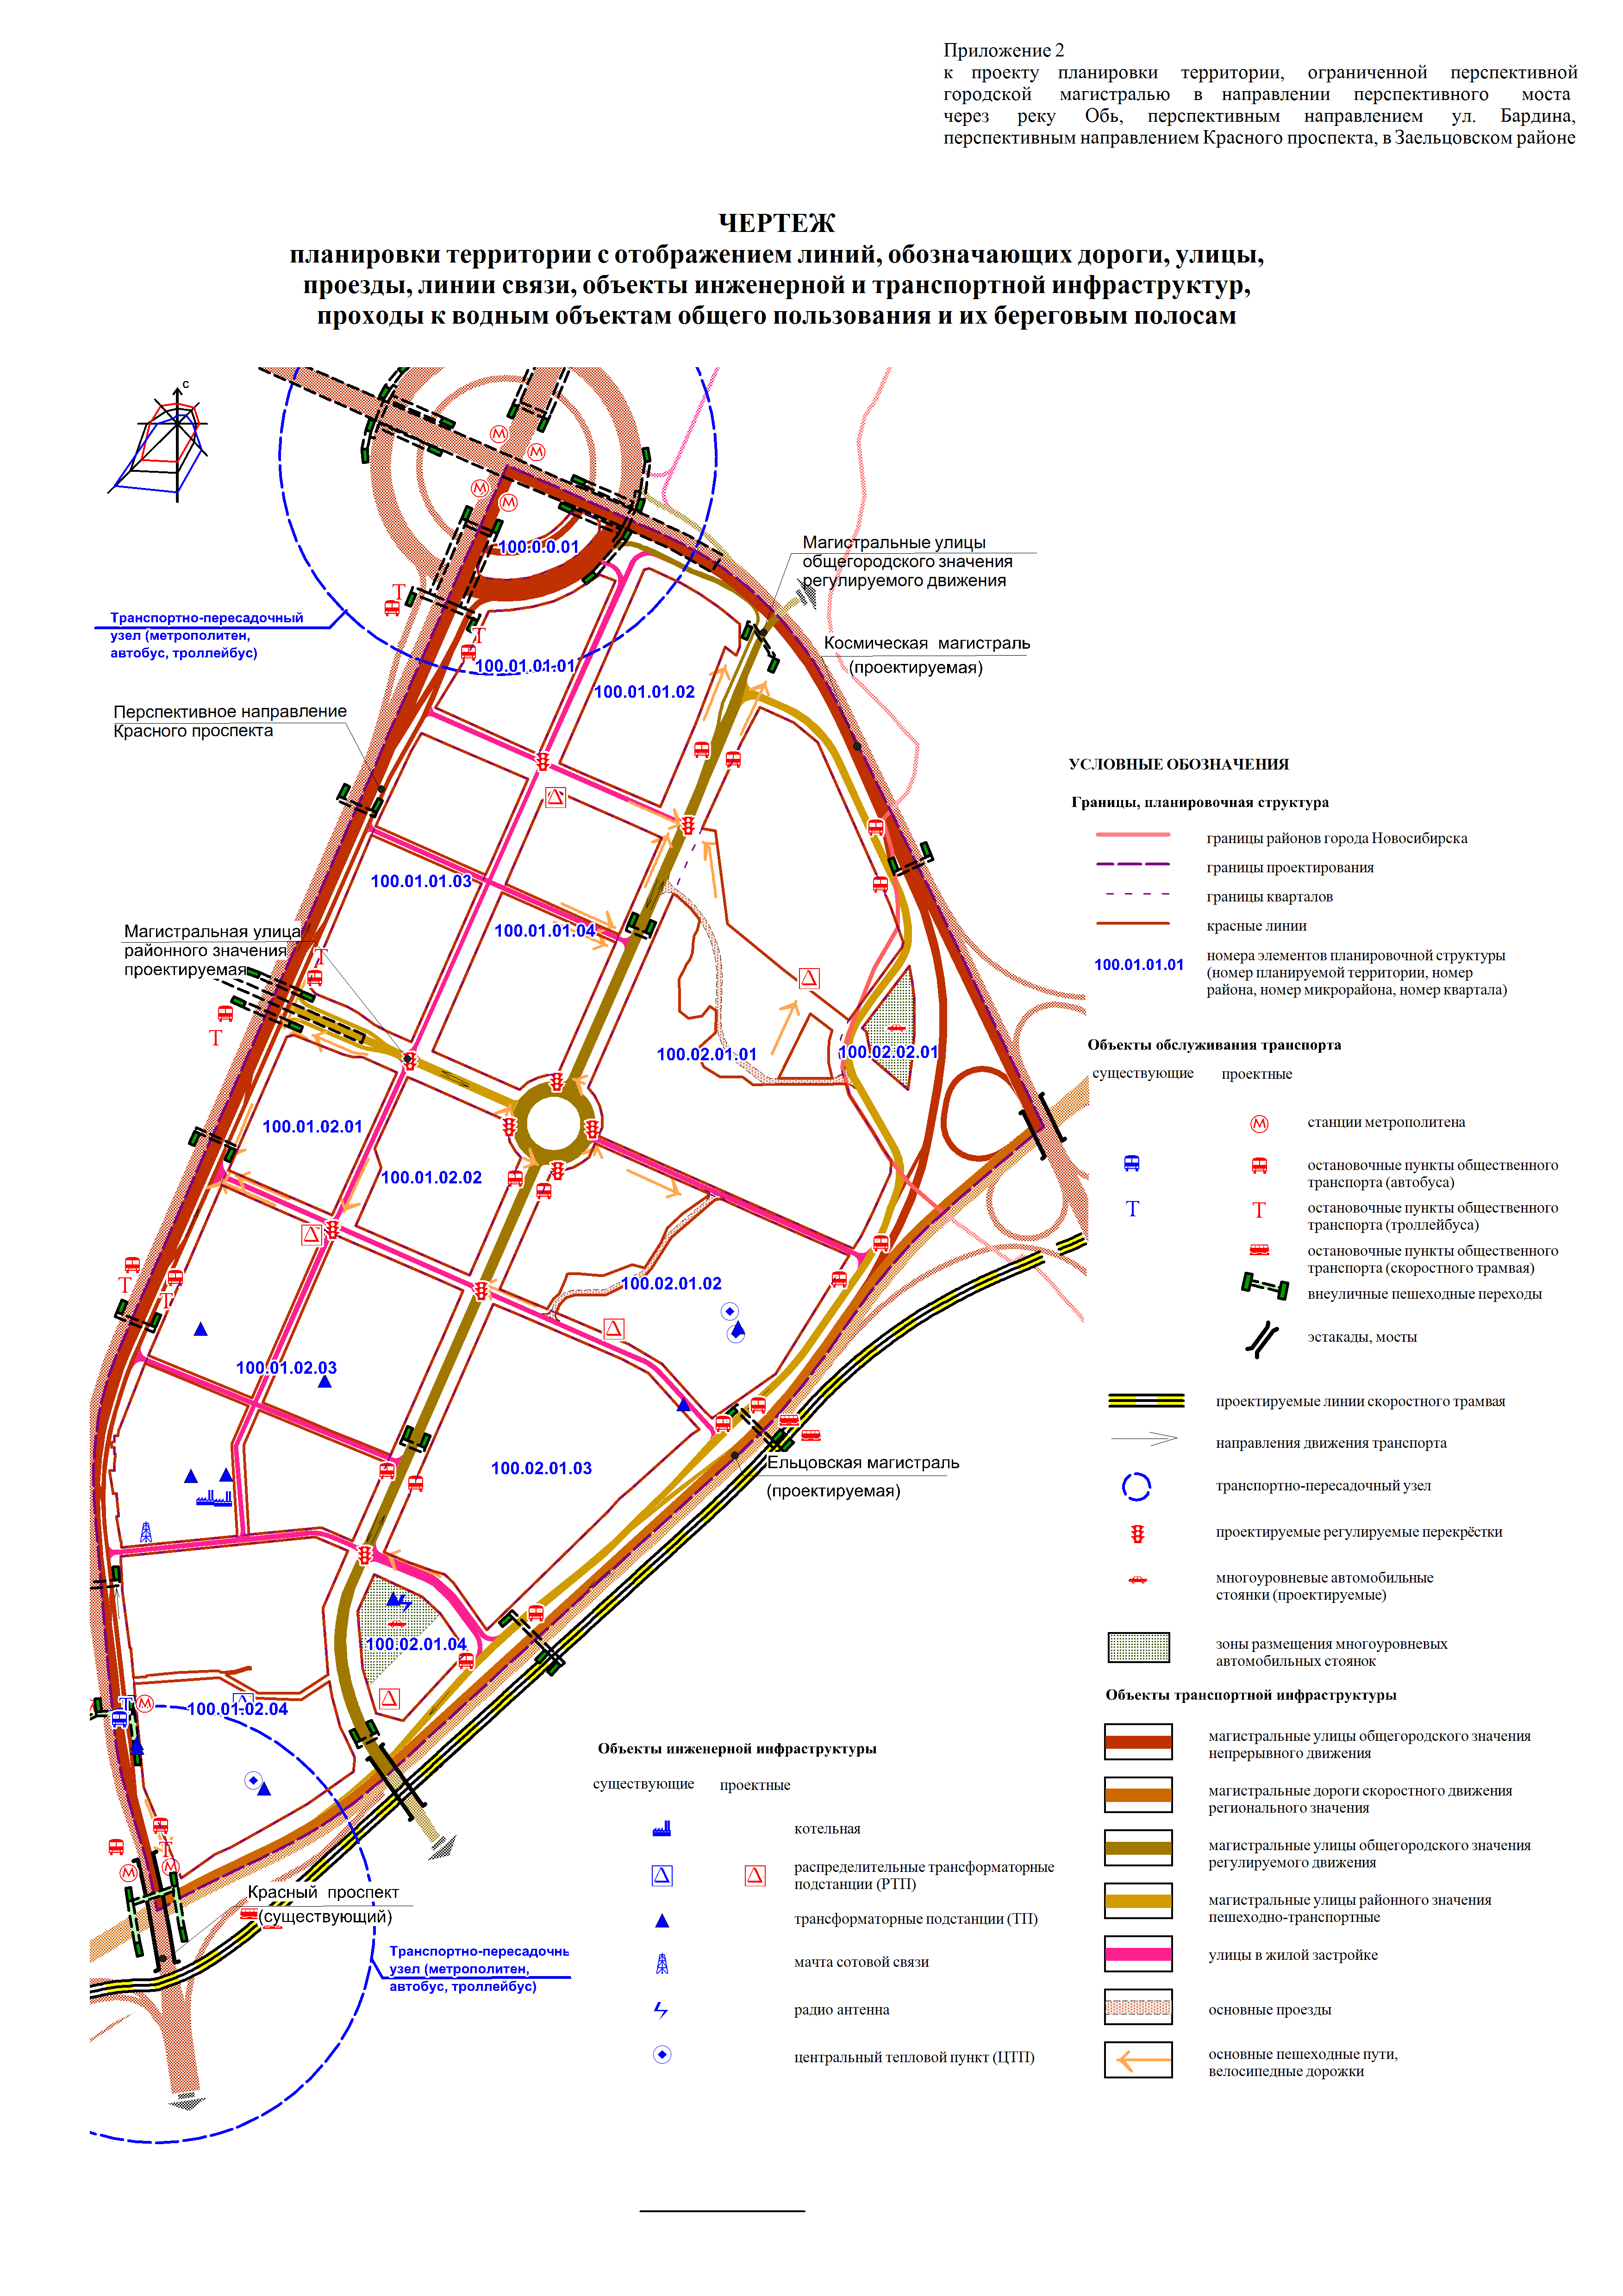 Приложение 2
к проекту планировки территории, ограниченной перспективной
городской магистралью в направлении перспективного моста
через реку Обь, перспективным направлением ул. Бардина,
перспективным направлением Красного проспекта, в Заельцовском районе
ЧЕРТЕЖ
планировки территории с отображением линий, обозначающих дороги, улицы,
проезды, линии связи, объекты инженерной и транспортной инфраструктур,
проходы к водным объектам общего пользования и их береговым полосам
С
100.0.0.01
Магистральные улицы
общегородского значения
регулируемого движения
Транспортно-пересадочный
узел (метрополитен,
автобус, троллейбус)
Космическая магистраль
(проектируемая)
100.01.01.01
100.01.01.02
Перспективное направление
Красного проспекта
100.01.01.03
100.01.01.04
Магистральная улица
районного значения
проектируемая
100.02.01.01
100.02.02.01
100.01.02.01
100.01.02.02
100.02.01.02
100.01.02.03
100.02.01.03
Ельцовская магистраль
(проектируемая)
100.02.01.04
100.01.02.04
Красный проспект
(существующий)
Транспортно-пересадочнь
узел (метрополитен,
автобус, троллейбус)
УСЛОВНЫЕ ОБОЗНАЧЕНИЯ
Границы, планировочная структура
границы районов города Новосибирска
границы проектирования
границы кварталов
красные линии
100.01.01.01
номера элементов планировочной структуры
(номер планируемой территории, номер
района, номер микрорайона, номер квартала)
Объекты обслуживания транспорта
существующие проектные
М станции метрополитена
остановочные пункты общественного
транспорта (автобуса)
Т Т остановочные пункты общественного
транспорта (троллейбуса)
остановочные пункты общественного
транспорта (скоростного трамвая)
внеуличные пешеходные переходы
эстакады, мосты
проектируемые линии скоростного трамвая
направления движения транспорта
транспортно-пересадочный узел
проектируемые регулируемые перекрёстки
многоуровневые автомобильные
стоянки (проектируемые)
зоны размещения многоуровневых
автомобильных стоянок
Объекты транспортной инфраструктуры
магистральные улицы общегородского значения
непрерывного движения
магистральные дороги скоростного движения
регионального значения
магистральные улицы общегородского значения
регулируемого движения
магистральные улицы районного значения
пешеходно-транспортные
улицы в жилой застройке
основные проезды
основные пешеходные пути,
велосипедные дорожки
Объекты инженерной инфраструктуры
существующие проектные
котельная
распределительные трансформаторные
подстанции (РТП)
трансформаторные подстанции (ТП)
мачта сотовой связи
радио антенна
центральный тепловой пункт (ЦТП)